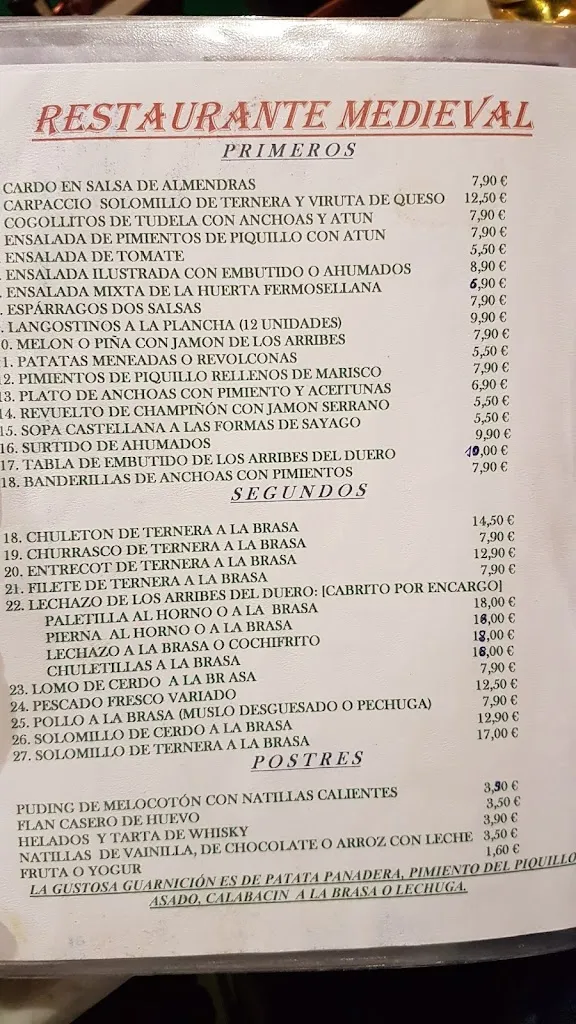 RESTAURANTE MEDIEVAL
PRIMEROS
CARDO EN SALSA DE ALMENDRAS 7,90 €
CARPACCIO SOLOMILLO DE TERNERA Y VIRUTA DE QUESO 12,50 €
COGOLLITOS DE TUDELA CON ANCHOAS Y ATUN 7,90 €
ENSALADA DE PIMIENTOS DE PIQUILLO CON ATUN 7,90 €
. ENSALADA DE TOMATE 5,50 €
. ENSALADA ILUSTRADA CON EMBUTIDO O AHUMADOS 8,90 €
. ENSALADA MIXTA DE LA HUERTA FERMOSELLANA 6,90 €
. ESPÁRRAGOS DOS SALSAS 7,90 €
. LANGOSTINOS A LA PLANCHA (12 UNIDADES) 9,90 €
0. MELON O PIÑA CON JAMON DE LOS ARRIBES 7,90 €
1. PATATAS MENEADAS O REVOLCONAS 5,50 €
12. PIMIENTOS DE PIQUILLO RELLENOS DE MARISCO 7,90 €
13. PLATO DE ANCHOAS CON PIMIENTO Y ACEITUNAS 6,90 €
14. REVUELTO DE CHAMPIÑÓN CON JAMON SERRANO 5,50 €
15. SOPA CASTELLANA A LAS FORMAS DE SAYAGO 5,50 €
16. SURTIDO DE AHUMADOS 9,90 €
17. TABLA DE EMBUTIDO DE LOS ARRIBES DEL DUERO 10,00 €
18. BANDERILLAS DE ANCHOAS CON PIMIENTOS 7,90 €
SEGUNDOS
18. CHULETON DE TERNERA A LA BRASA 14,50 €
19. CHURRASCO DE TERNERA A LA BRASA 7,90 €
20. ENTRECOT DE TERNERA A LA BRASA 12,90 €
21. FILETE DE TERNERA A LA BRASA 7,90 €
22. LECHAZO DE LOS ARRIBES DEL DUERO: [CABRITO POR ENCARGO]
PALETILLA AL HORNO O A LA BRASA 18,00 €
PIERNA AL HORNO O A LA BRASA 18,00 €
LECHAZO A LA BRASA O COCHIFRITO 18,00 €
CHULETILLAS A LA BRASA 18,00 €
23. LOMO DE CERDO A LA BR ASA 7,90 €
24. PESCADO FRESCO VARIADO 12,50 €
25. POLLO A LA BRASA (MUSLO DESGUESADO O PECHUGA) 7,90 €
26. SOLOMILLO DE CERDO A LA BRASA 12,90 €
27. SOLOMILLO DE TERNERA A LA BRASA 17,00 €
POSTRES
PUDING DE MELOCOTÓN CON NATILLAS CALIENTES 3,90 €
FLAN CASERO DE HUEVO 3,50 €
HELADOS Y TARTA DE WHISKY 3,90 €
NATILLAS DE VAINILLA, DE CHOCOLATE O ARROZ CON LECHE 3,50 €
FRUTA O YOGUR 1,60 €
LA GUSTOSA GUARNICIÓN ES DE PATATA PANADERA, PIMIENTO DEL PIQUILLO
ASADO, CALABACIN A LA BRASA O LECHUGA.